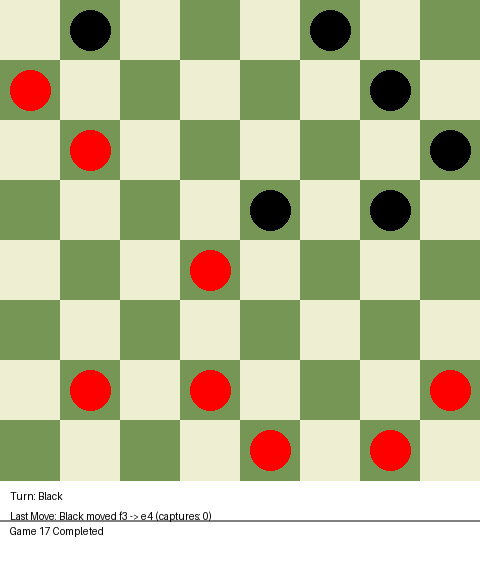 Turn: Black
Last Move: Black moved f3 -> e4 (captures: 0)
Game 17 Completed